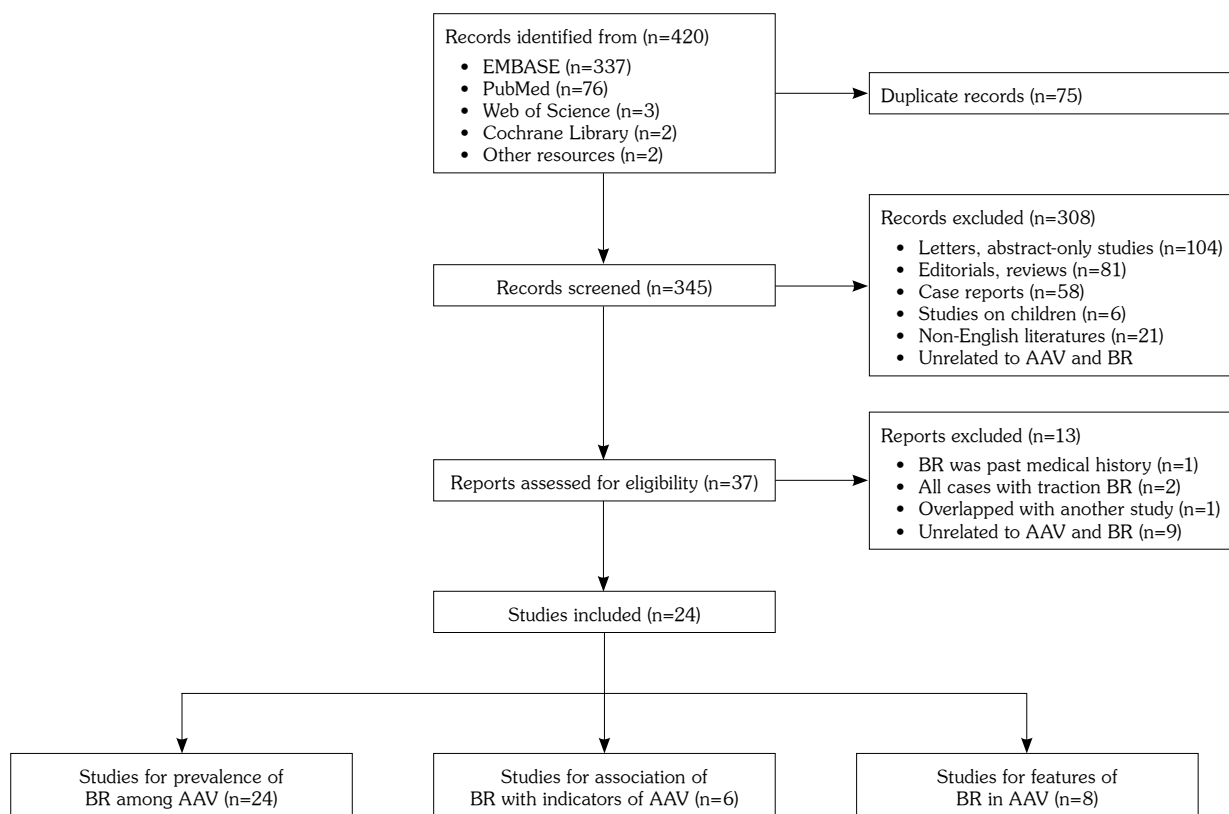 Records identified from (n=420)
• EMBASE (n=337)
• PubMed (n=76)
• Web of Science (n=3)
• Cochrane Library (n=2)
• Other resources (n=2)
Duplicate records (n=75)
Records screened (n=345)
Records excluded (n=308)
• Letters, abstract-only studies (n=104)
• Editorials, reviews (n=81)
• Case reports (n=58)
• Studies on children (n=6)
• Non-English literatures (n=21)
• Unrelated to AAV and BR
Reports assessed for eligibility (n=37)
Reports excluded (n=13)
• BR was past medical history (n=1)
• All cases with traction BR (n=2)
• Overlapped with another study (n=1)
• Unrelated to AAV and BR (n=9)
Studies included (n=24)
Studies for prevalence of
BR among AAV (n=24)
Studies for association of
BR with indicators of AAV (n=6)
Studies for features of
BR in AAV (n=8)